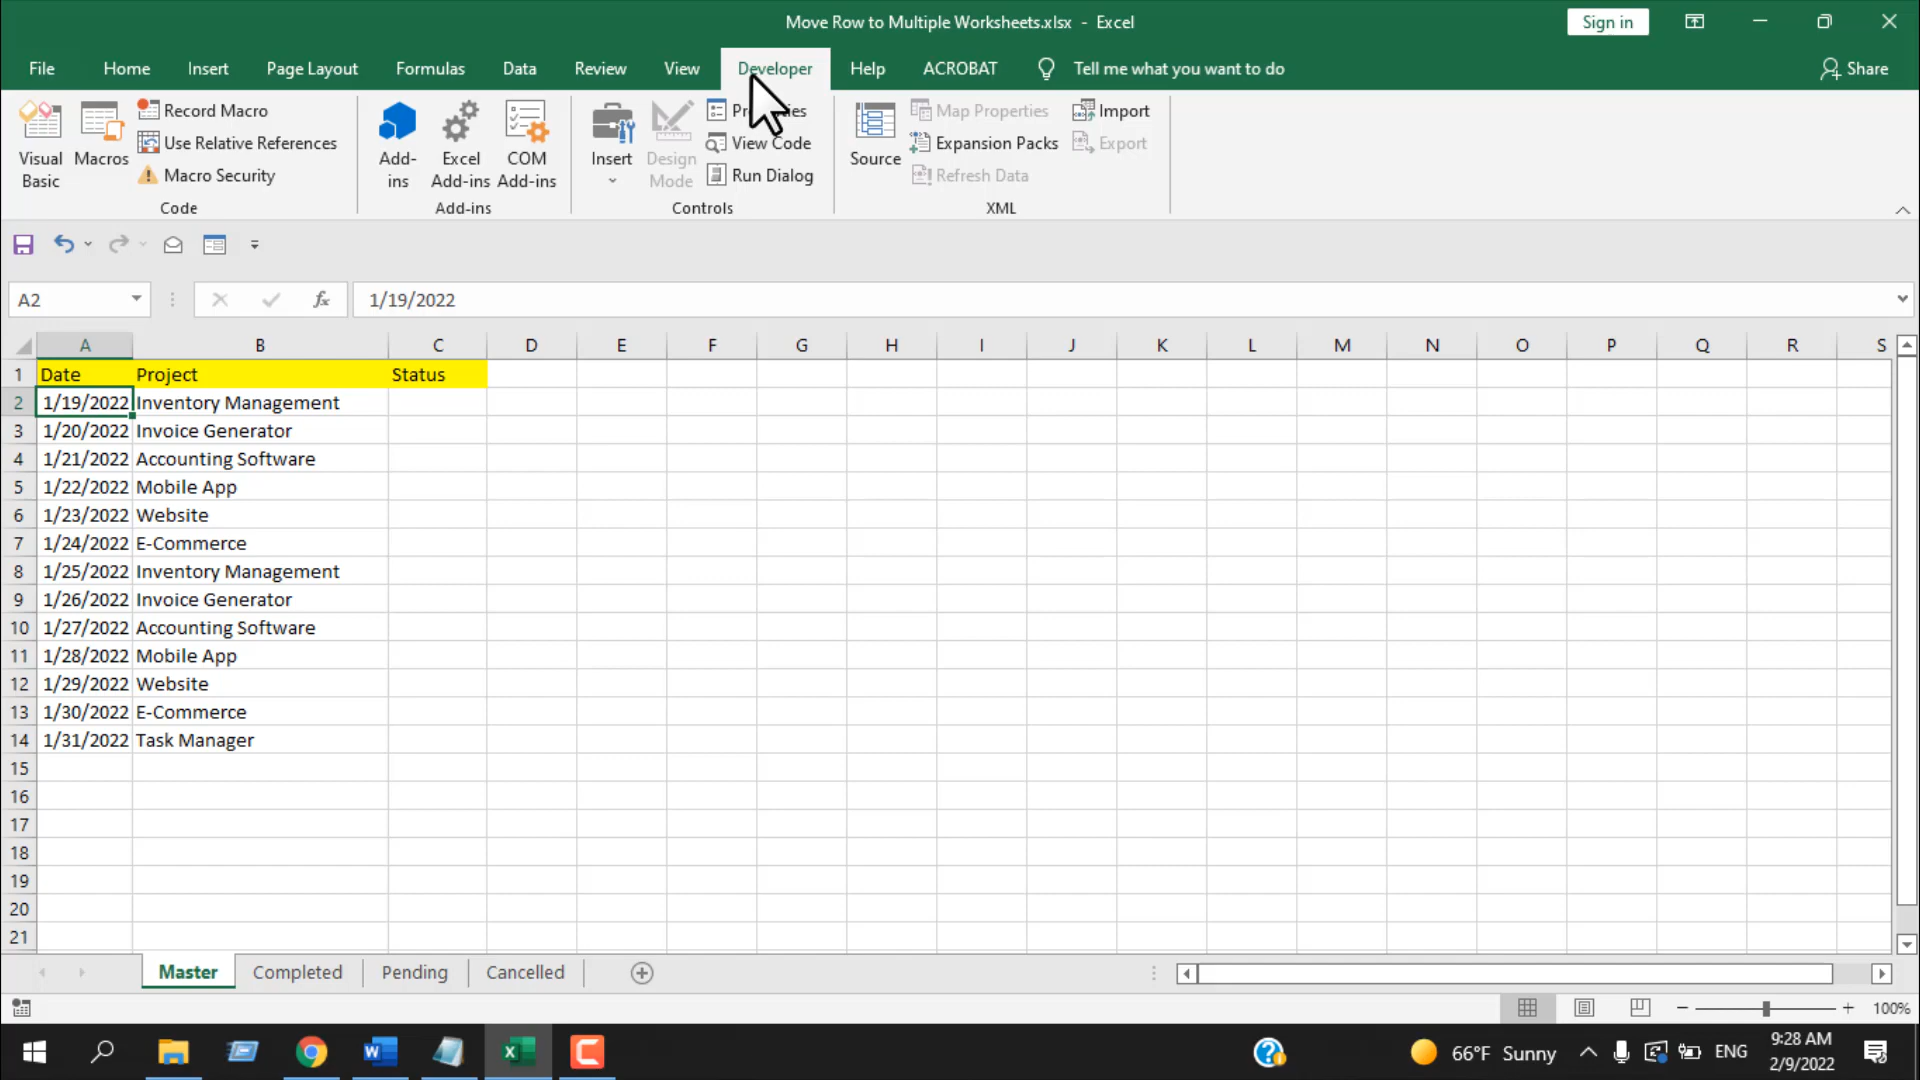 Move Row to Multiple Worksheets.xlsx - Excel
Sign in
File Home Insert Page Layout Formulas Data Review View Developer Help ACROBAT Tell me what you want to do Share
Visual Basic
Macros
Record Macro
Use Relative References
Macro Security
Code
Add-ins
Excel Add-ins
COM Add-ins
Add-ins
Insert
Design Mode
View Code
Run Dialog
Controls
Source
Map Properties
Expansion Packs
Refresh Data
Import
Export
XML
A2 fx 1/19/2022
A B C D E F G H I J K L M N O P Q R S
1 Date Project Status
2 1/19/2022 Inventory Management
3 1/20/2022 Invoice Generator
4 1/21/2022 Accounting Software
5 1/22/2022 Mobile App
6 1/23/2022 Website
7 1/24/2022 E-Commerce
8 1/25/2022 Inventory Management
9 1/26/2022 Invoice Generator
10 1/27/2022 Accounting Software
11 1/28/2022 Mobile App
12 1/29/2022 Website
13 1/30/2022 E-Commerce
14 1/31/2022 Task Manager
15
16
17
18
19
20
21
Master Completed Pending Cancelled
100%
66°F Sunny
ENG
9:28 AM
2/9/2022